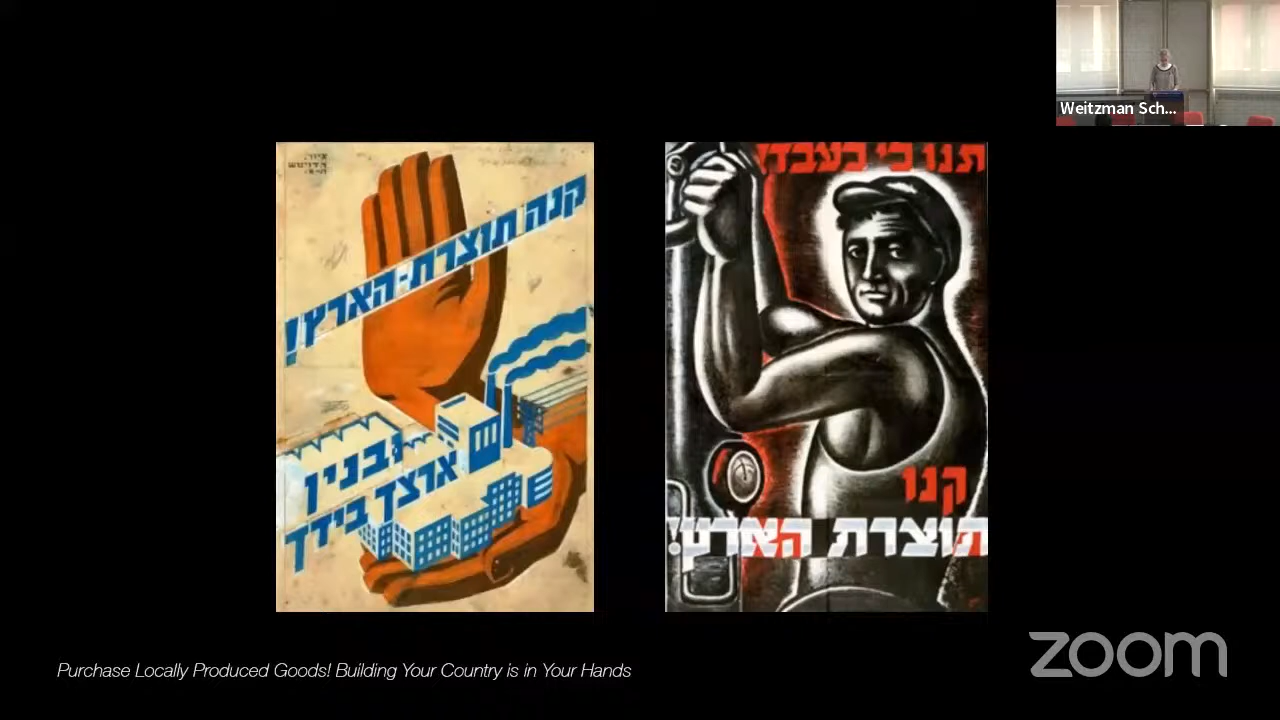 Weitzman Sch...
קנה תוצרת-הארץ!
ובנין
ארצך בידך
תנו לי לעבד!
קנו
תוצרת הארץ!
zoom
Purchase Locally Produced Goods! Building Your Country is in Your Hands